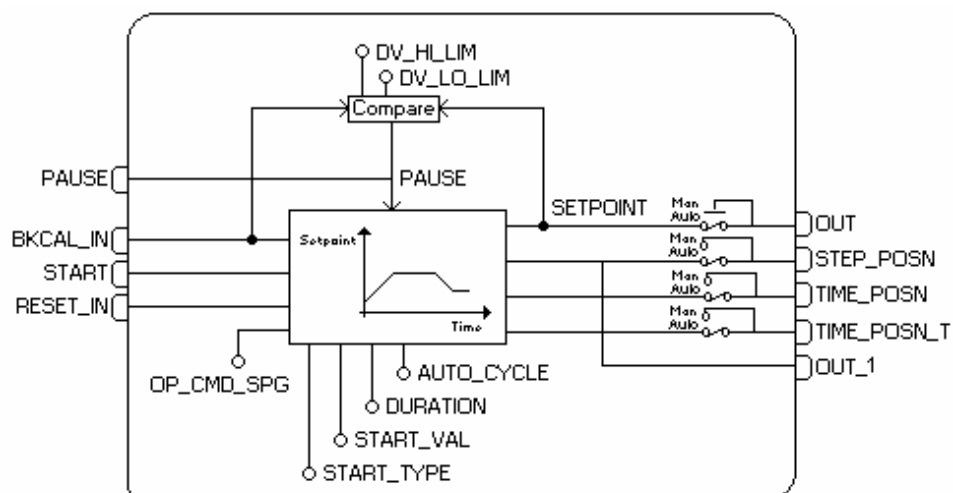 DV_HI_LIM
DV_LO_LIM
Compare
PAUSE
PAUSE
SETPOINT
Man
Auto
OUT
BKCAL_IN
Setpoint
Man
Auto
STEP_POSN
START
Man
Auto
TIME_POSN
RESET_IN
Time
Man
Auto
TIME_POSN_T
OP_CMD_SPG
AUTO_CYCLE
OUT_1
DURATION
START_VAL
START_TYPE